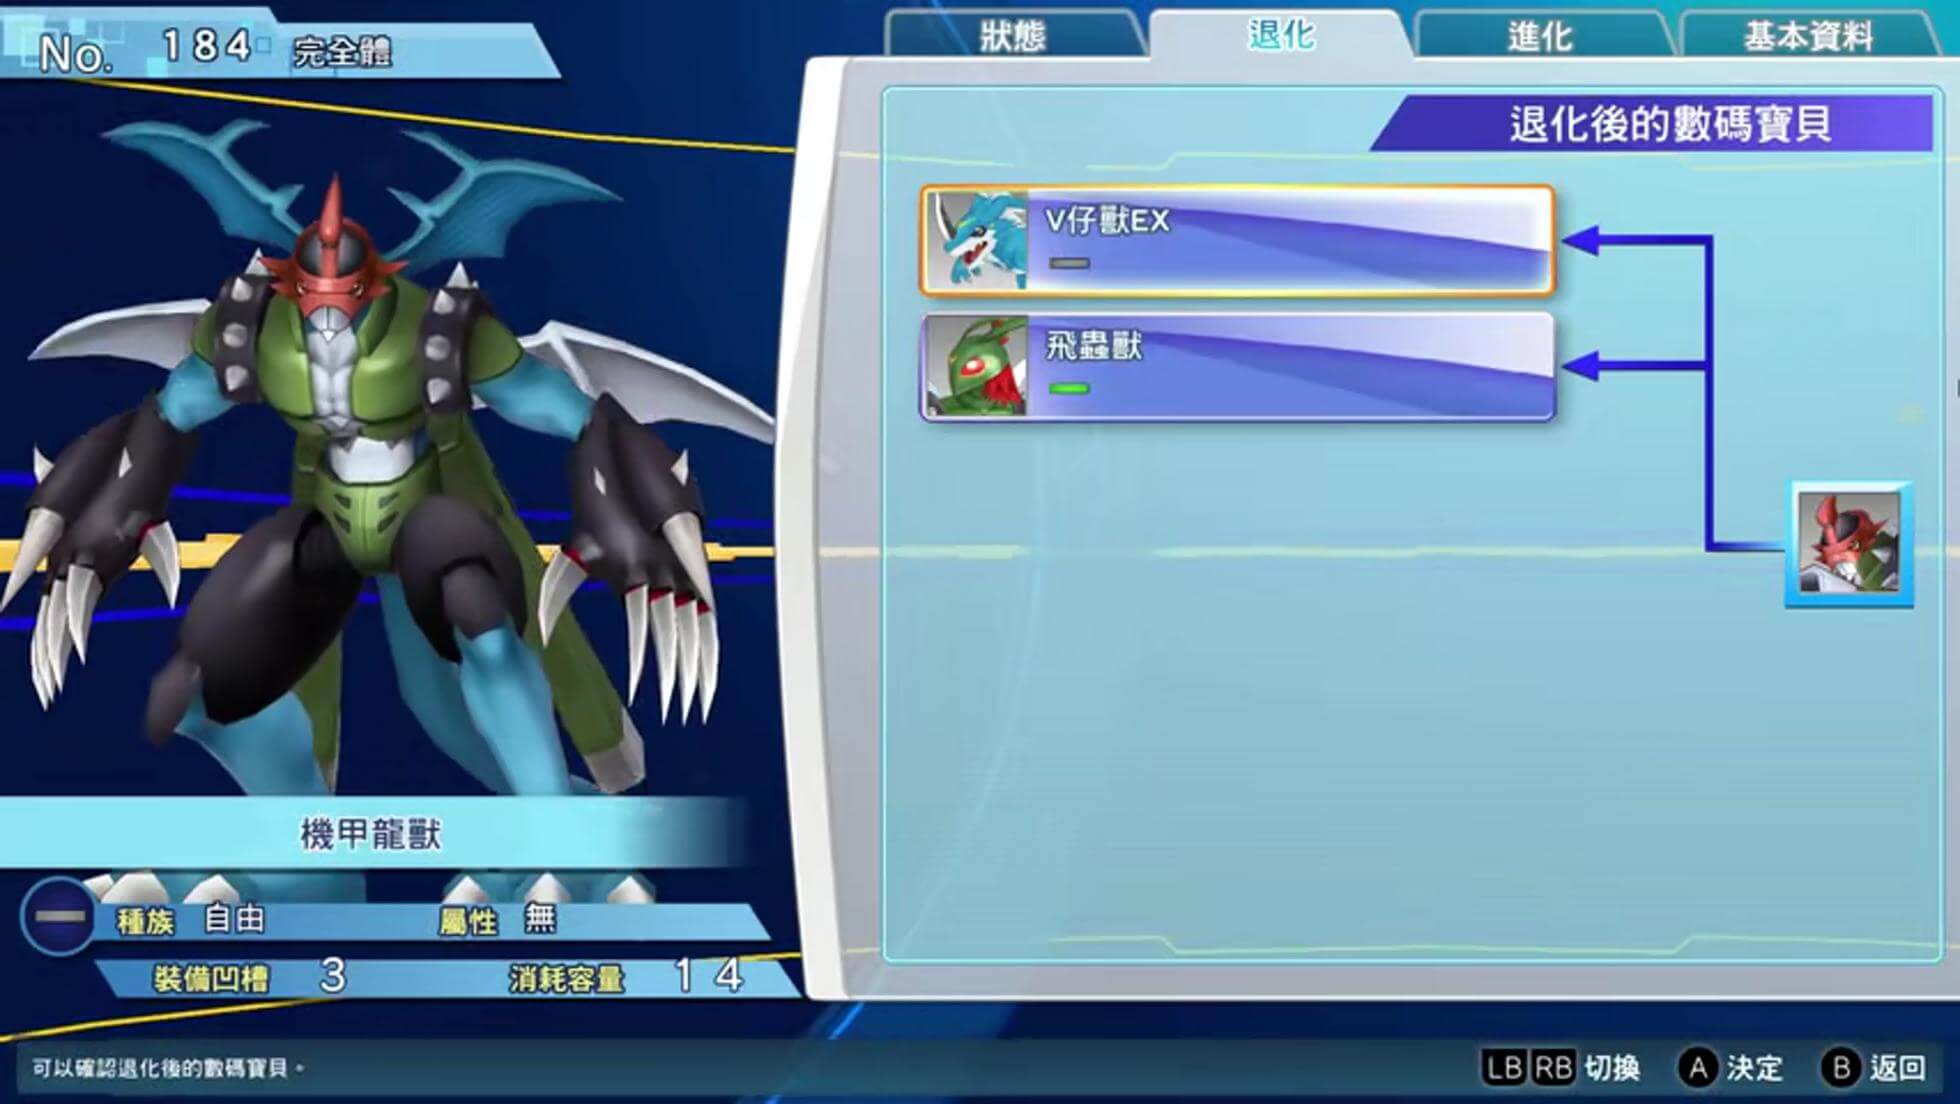 No. 184 完全體
狀態 退化 進化 基本資料
退化後的數碼寶貝
V仔獸EX
飛蟲獸
機甲龍獸
種族 自由 屬性 無
裝備凹槽 3 消耗容量 14
可以確認退化後的數碼寶貝。
LB RB 切換 A 決定 B 返回